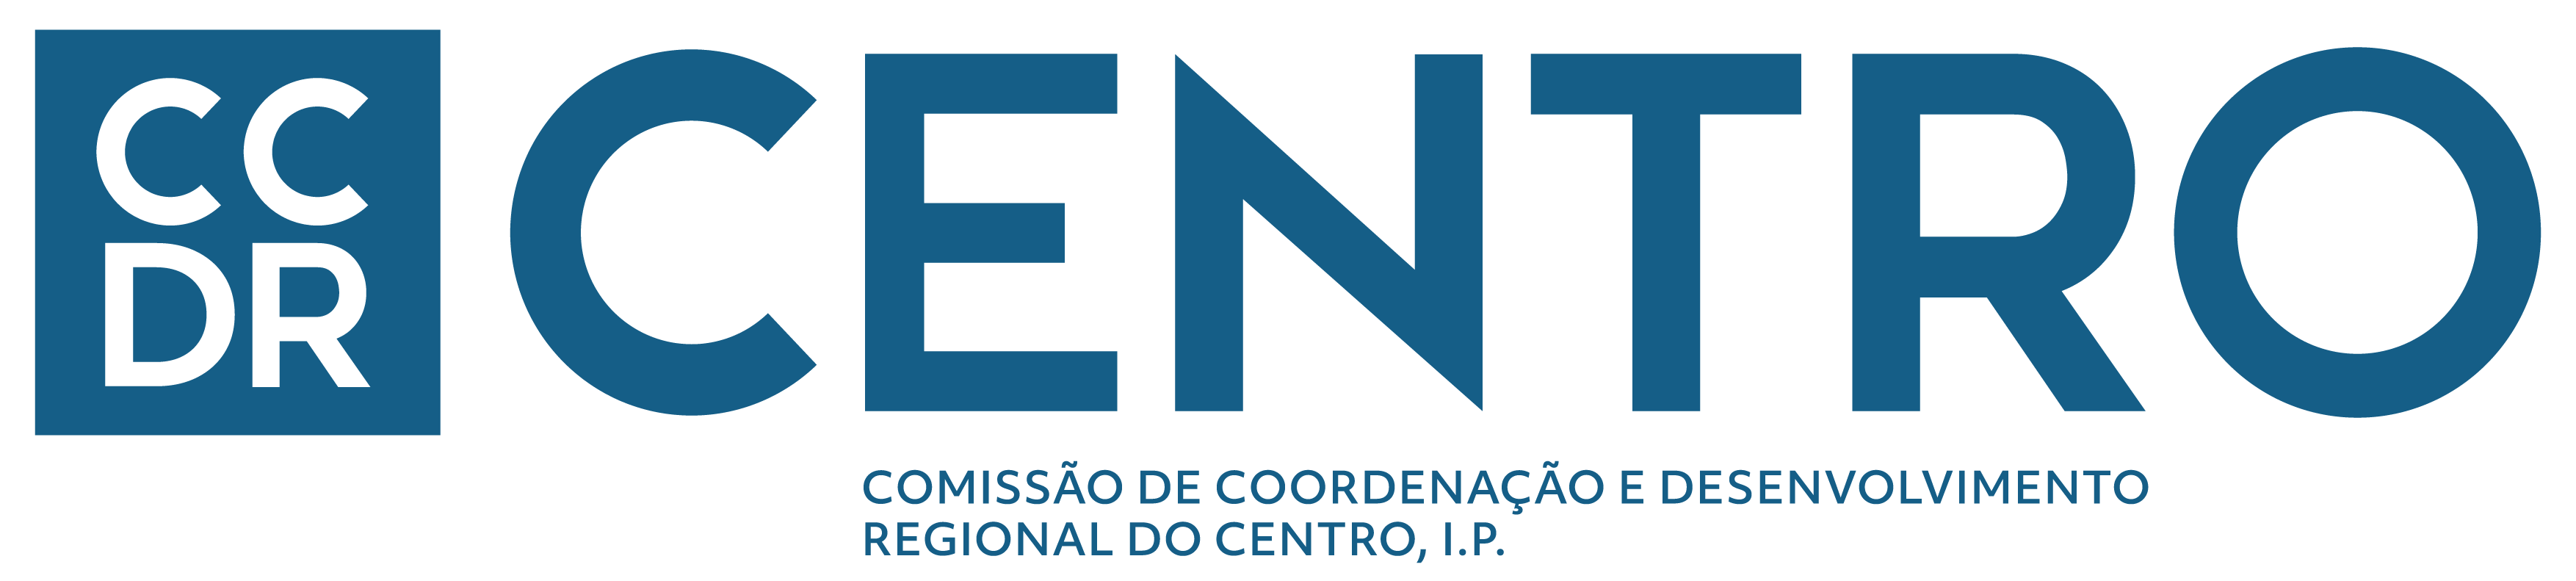 CC
DR
CENTRO
COMISSÃO DE COORDENAÇÃO E DESENVOLVIMENTO
REGIONAL DO CENTRO, I.P.